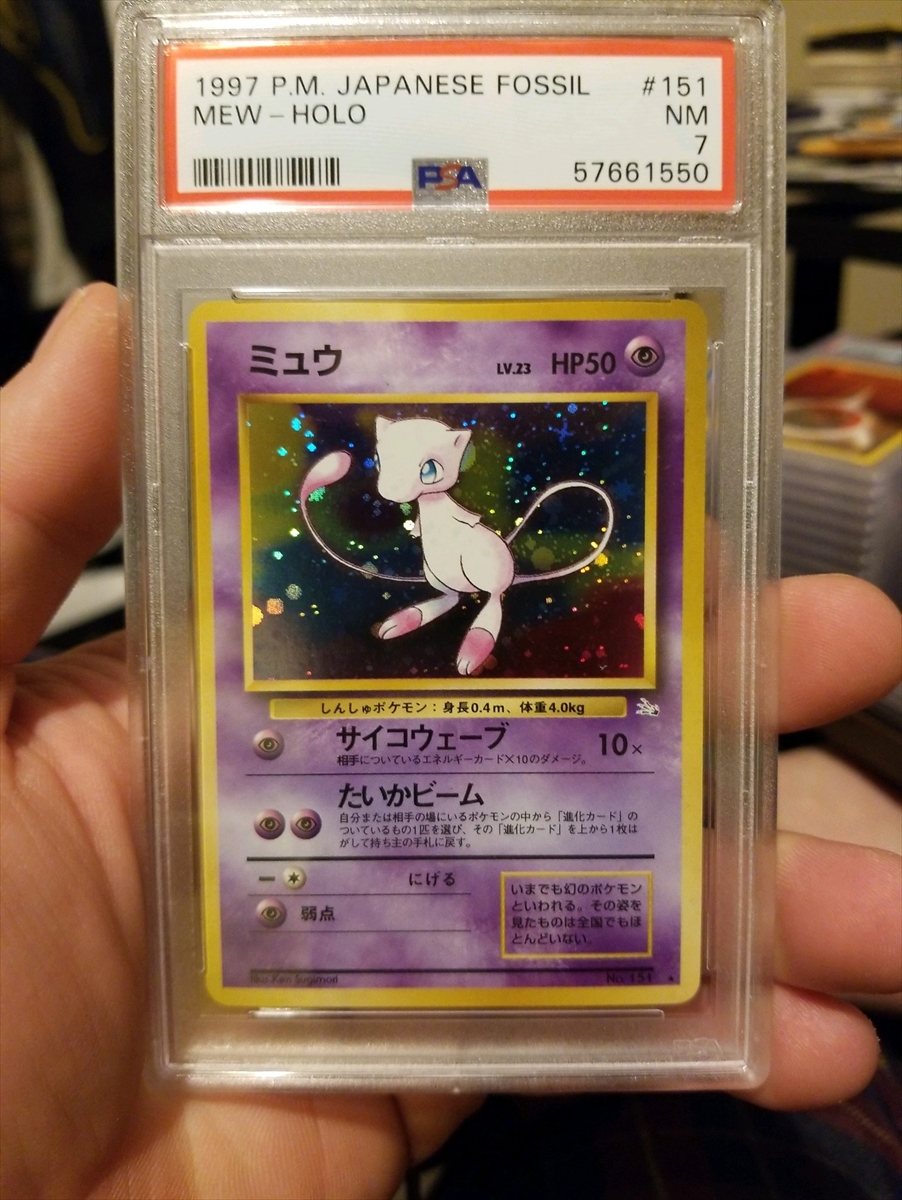 1997 P.M. JAPANESE FOSSIL #151
MEW - HOLO NM
7
PSA 57661550
ミュウ LV.23 HP50
しんしゅポケモン：身長0.4m、体重4.0kg
サイコウェーブ 10×
相手についているエネルギーカード×10のダメージ。
たいかビーム
自分または相手の場にいるポケモンの中から「進化カード」の
ついているもの1匹を選び、その「進化カード」を上から1枚は
がして持ち主の手札に戻す。
にげる
弱点
いまでも幻のポケモン
といわれる。その姿を
見たものは全国でもほ
とんどいない。
Illus. Ken Sugimori No. 151